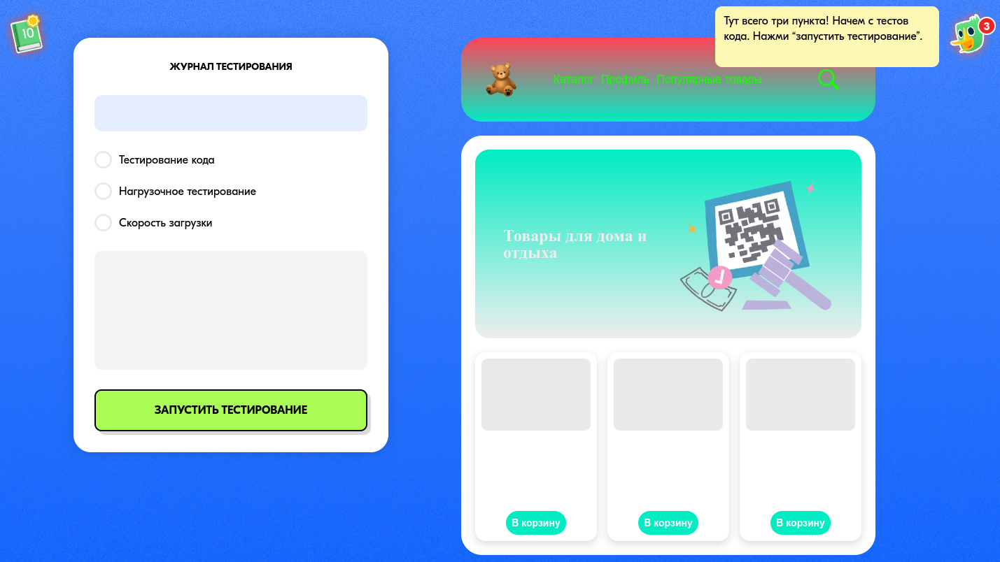 10
ЖУРНАЛ ТЕСТИРОВАНИЯ
Тестирование кода
Нагрузочное тестирование
Скорость загрузки
ЗАПУСТИТЬ ТЕСТИРОВАНИЕ
Тут всего три пункта! Начем с тестов
кода. Нажми “запустить тестирование”.
3
Каталог Профиль Популярные товары
Товары для дома и
отдыха
В корзину В корзину В корзину